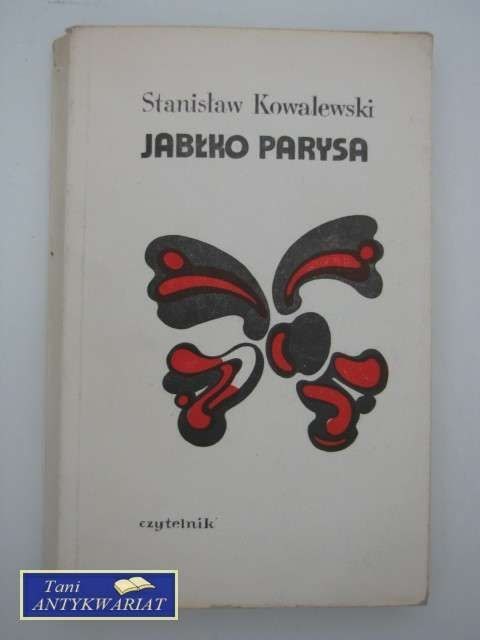 Stanisław Kowalewski
JABŁKO PARYSA
czytelnik
Tani
ANTYKWARIAT